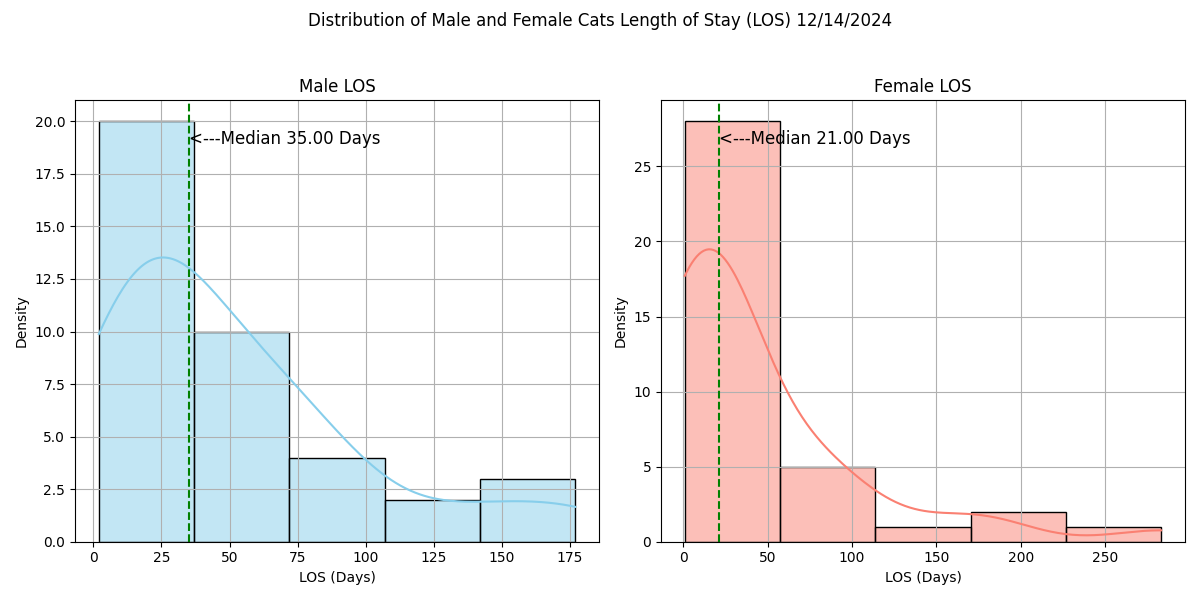 Distribution of Male and Female Cats Length of Stay (LOS) 12/14/2024
Male LOS
20.0
17.5
15.0
12.5
10.0
7.5
5.0
2.5
0.0
Density
<---Median 35.00 Days
0 25 50 75 100 125 150 175
LOS (Days)
Female LOS
25
20
15
10
5
0
Density
<---Median 21.00 Days
0 50 100 150 200 250
LOS (Days)